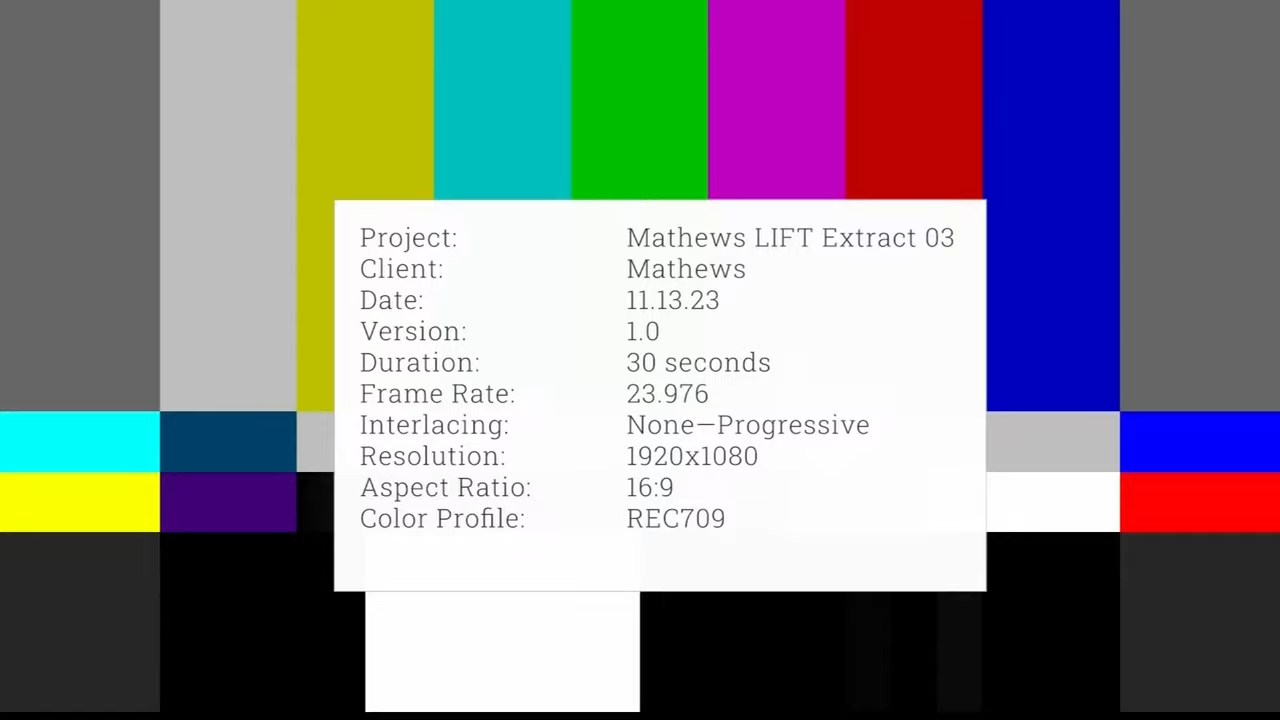 Project: Mathews LIFT Extract 03
Client: Mathews
Date: 11.13.23
Version: 1.0
Duration: 30 seconds
Frame Rate: 23.976
Interlacing: None—Progressive
Resolution: 1920x1080
Aspect Ratio: 16:9
Color Profile: REC709